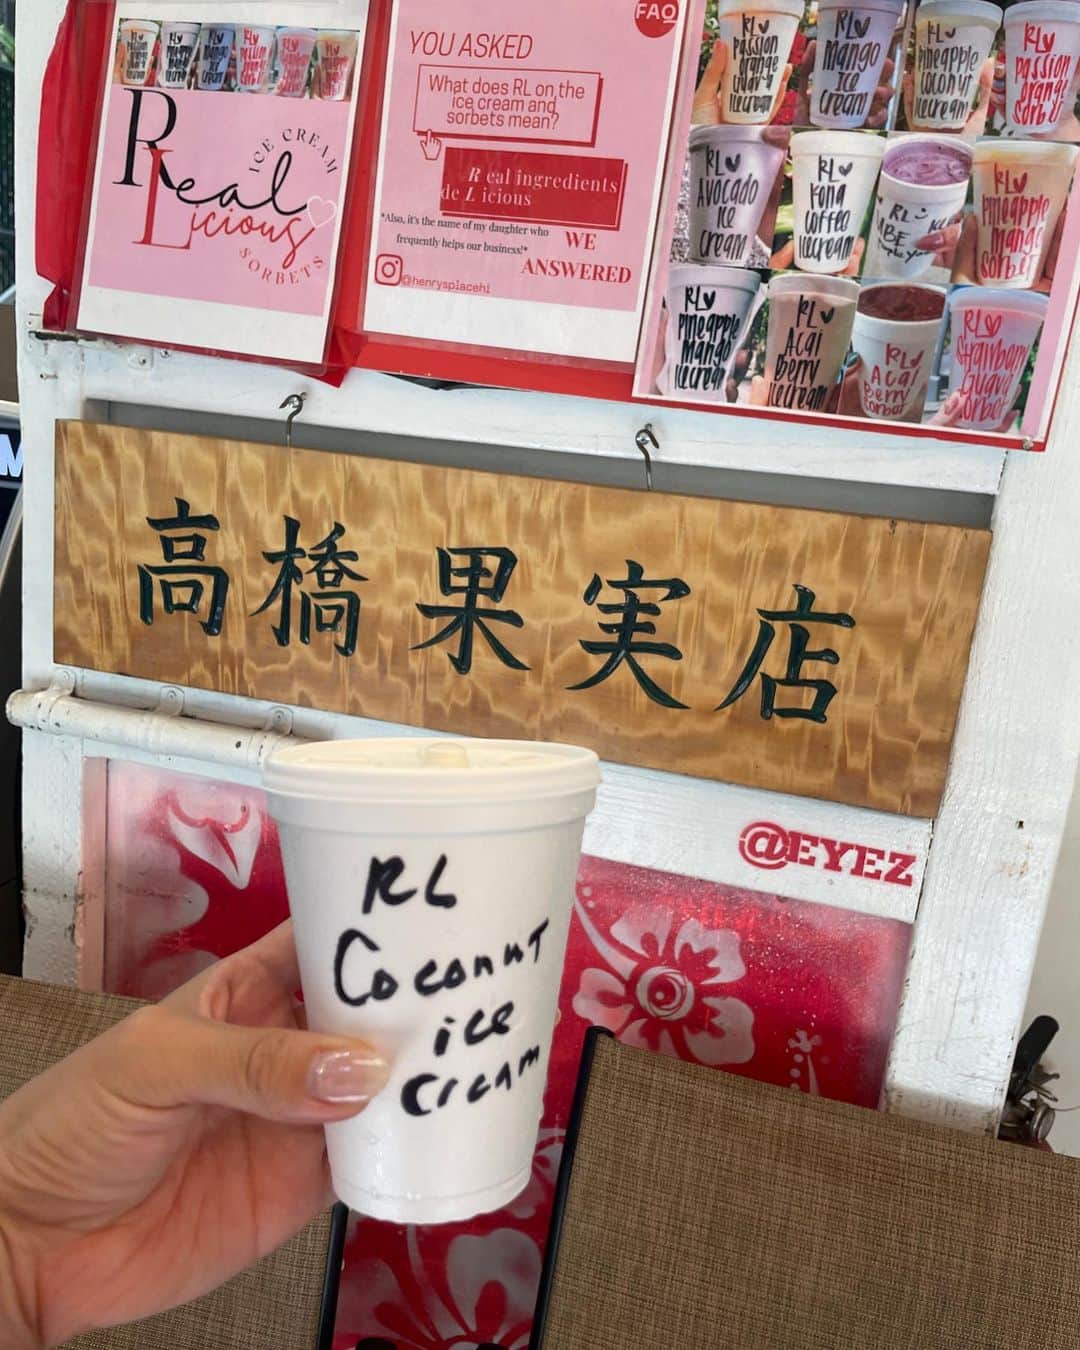 Real
Licious
ICE CREAM
SORBETS
FAQ
YOU ASKED
What does RL on the
ice cream and
sorbets mean?
Real ingredients
de Licious
*Also, it's the name of my daughter who
frequently helps our business!*
WE
ANSWERED
@henrysplacehi
RL
Passion
orange
guava
icecream
RL
mango
ice
cream
RL
pineapple
coconut
icecream
RL
passion
orange
sorbet
RL
AVOCADO
ice
cream
RL
Kona
coffee
icecream
RL
RL
pineapple
mango
sorbet
RL
pineapple
mango
icecream
RL
Acai
Berry
icecream
RL
Acai
Berry
Sorbet
RL
Strawberry
Guava
sorbet
M
高橋果実店
@EYEZ
RL
Coconut
ice
cream